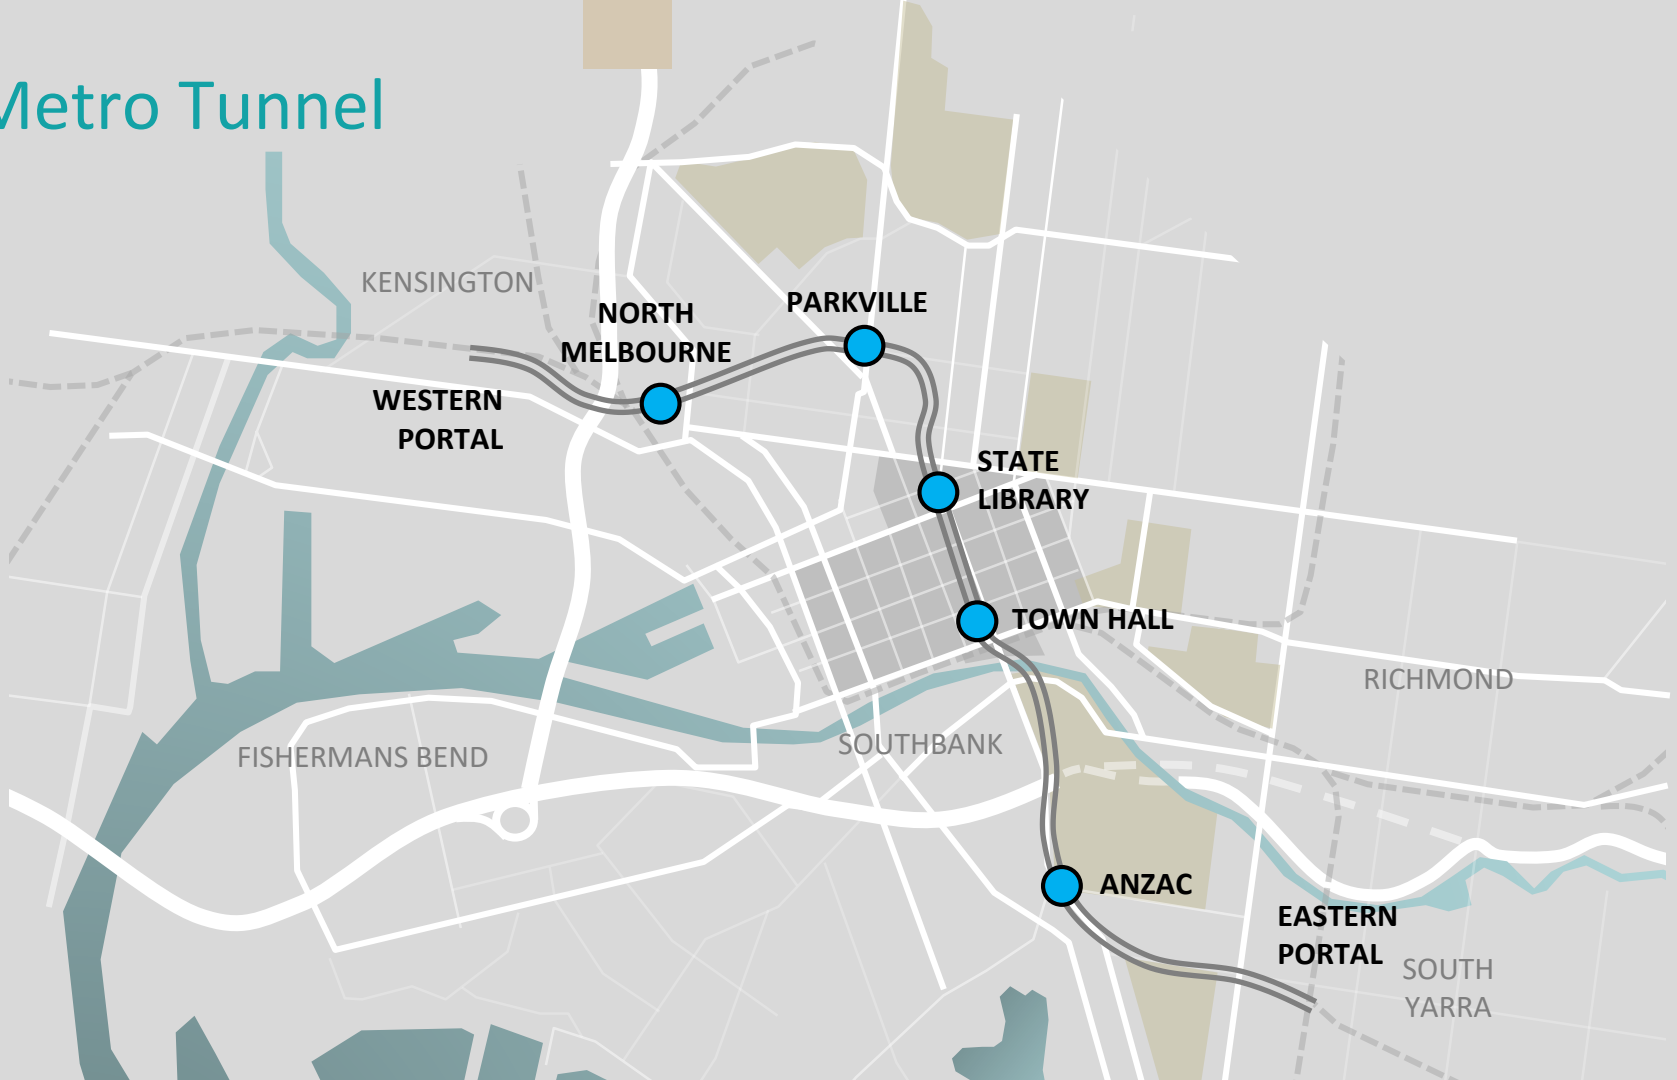 Metro Tunnel
KENSINGTON
NORTH
MELBOURNE
PARKVILLE
WESTERN
PORTAL
STATE
LIBRARY
TOWN HALL
RICHMOND
FISHERMANS BEND
SOUTHBANK
ANZAC
EASTERN
PORTAL
SOUTH
YARRA